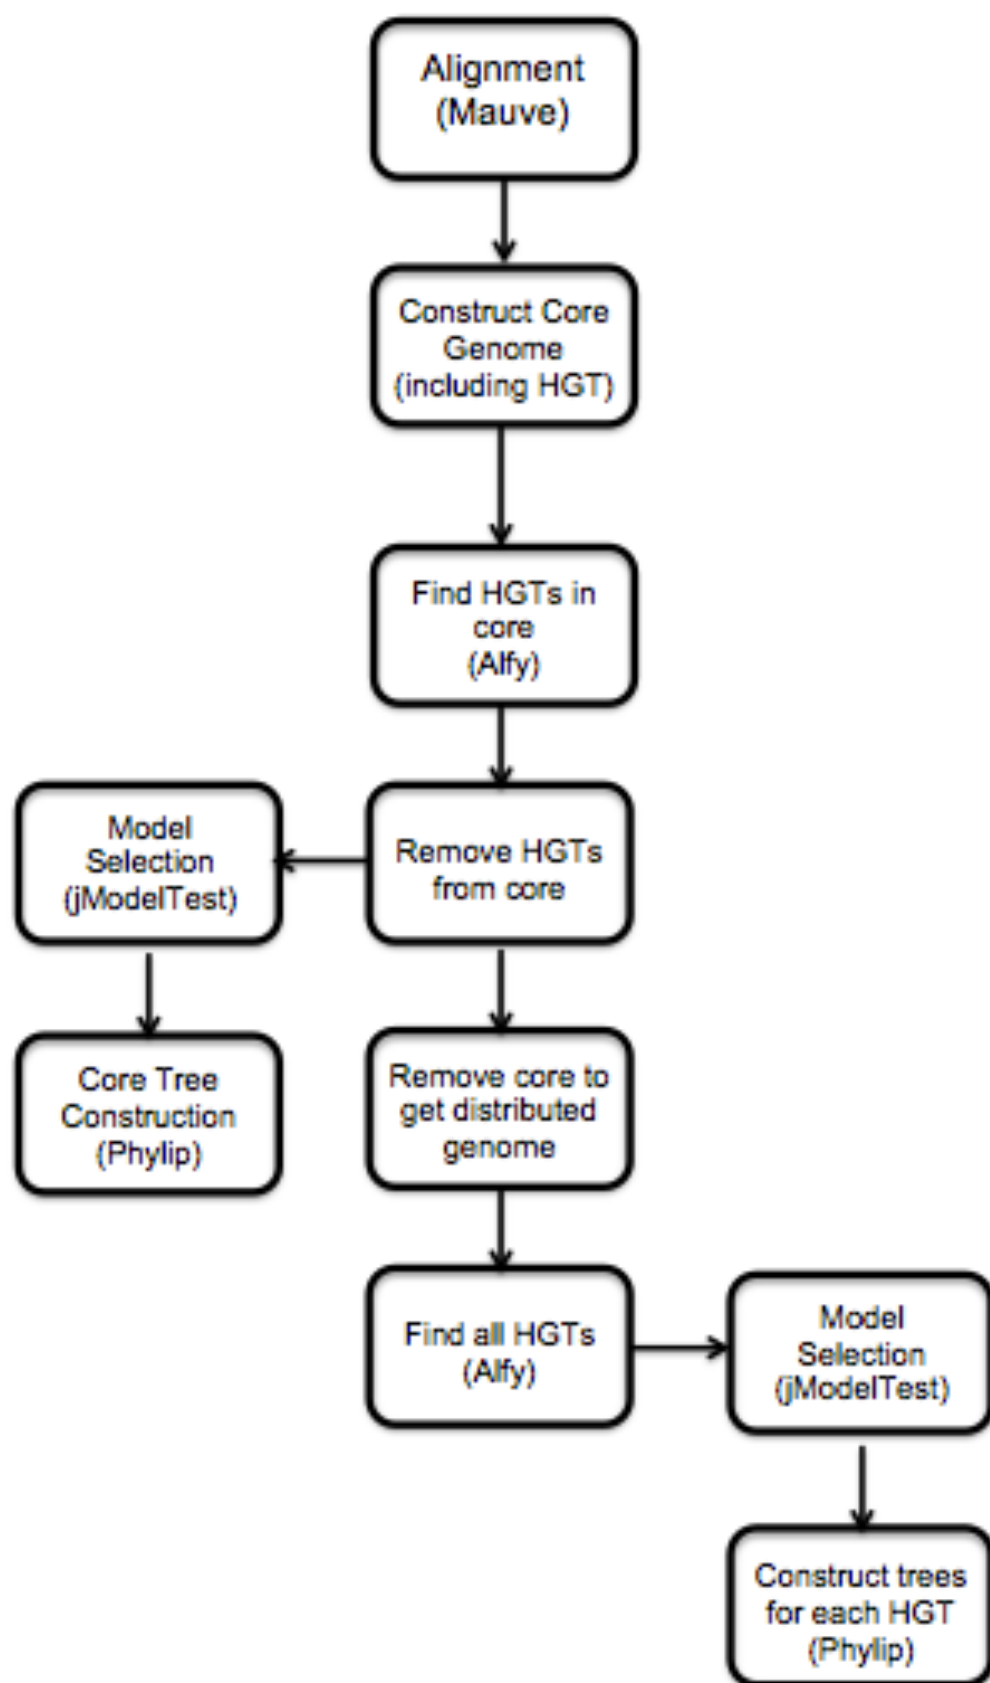 Alignment
(Mauve)
Construct Core
Genome
(including HGT)
Find HGTs in
core
(Alfy)
Remove HGTs
from core
Model
Selection
(jModelTest)
Core Tree
Construction
(Phylip)
Remove core to
get distributed
genome
Find all HGTs
(Alfy)
Model
Selection
(jModelTest)
Construct trees
for each HGT
(Phylip)